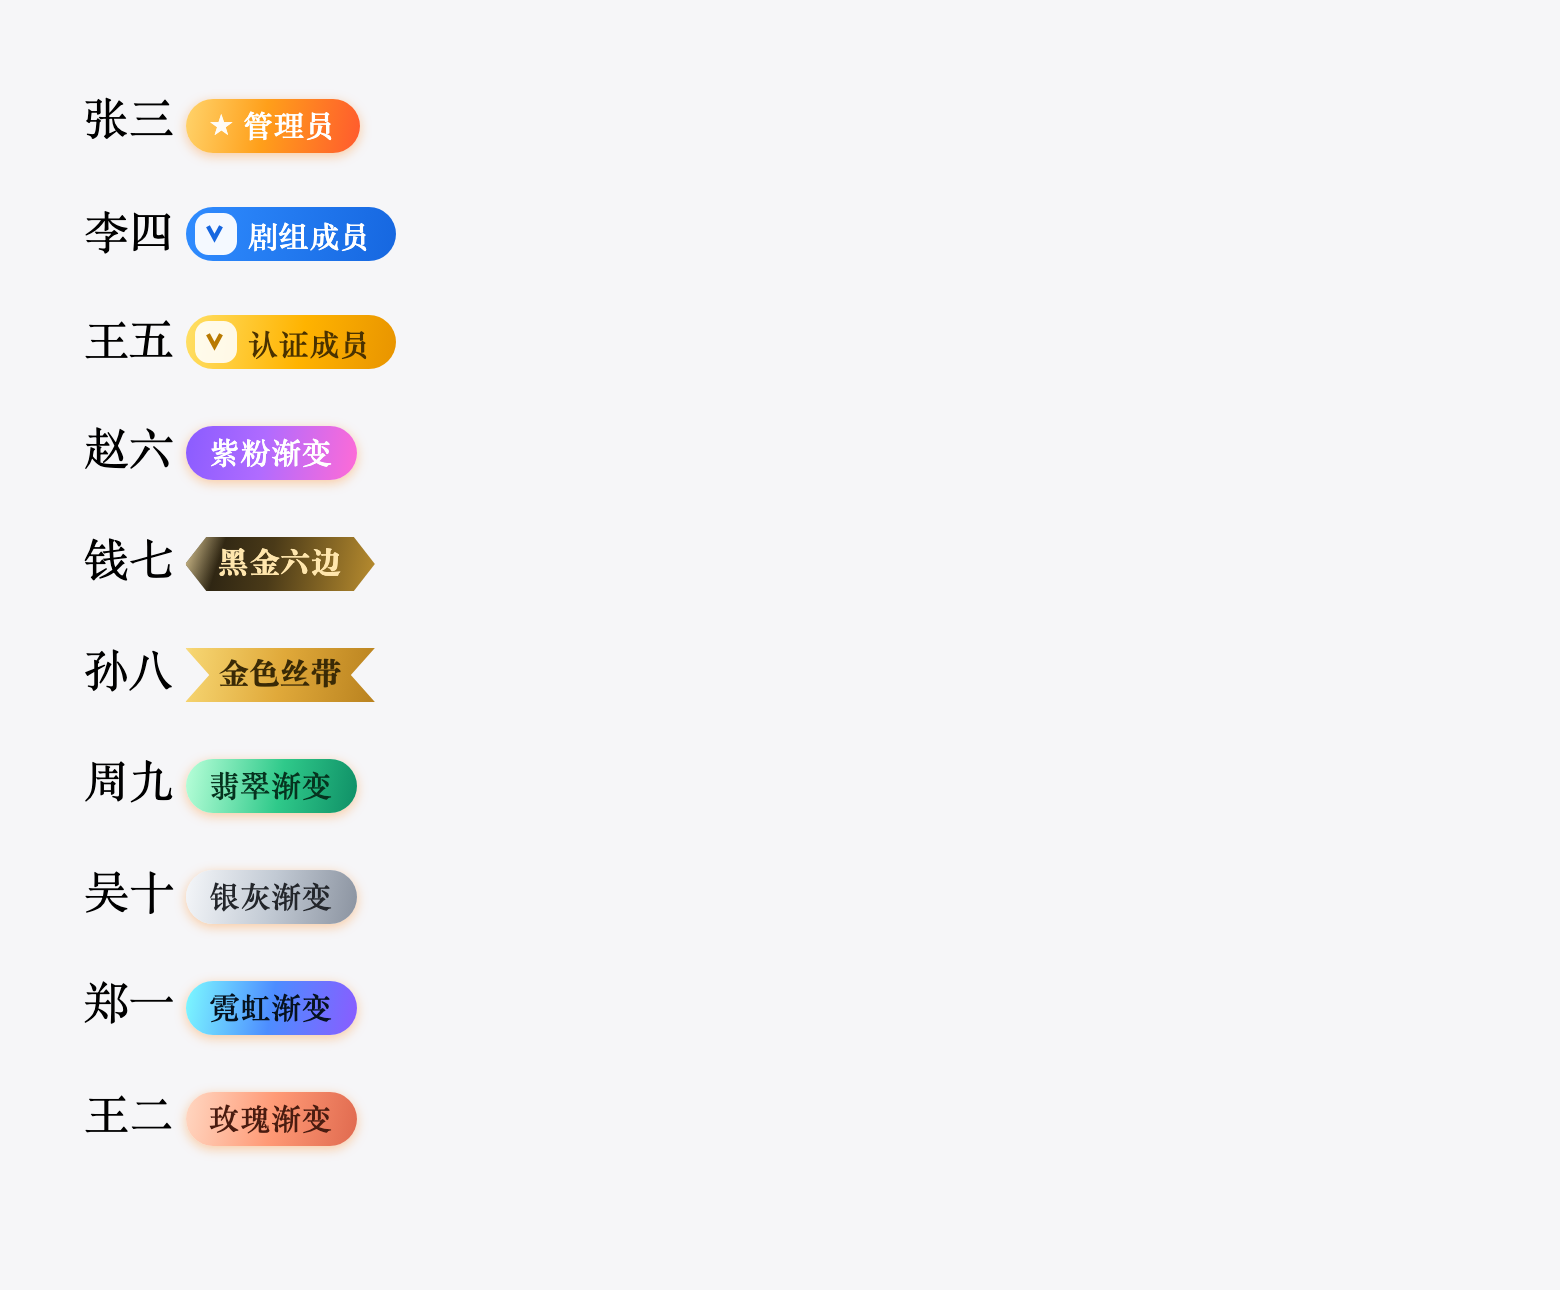 张三 ★ 管理员
李四 V 剧组成员
王五 V 认证成员
赵六 紫粉渐变
钱七 黑金六边
孙八 金色丝带
周九 翡翠渐变
吴十 银灰渐变
郑一 霓虹渐变
王二 玫瑰渐变